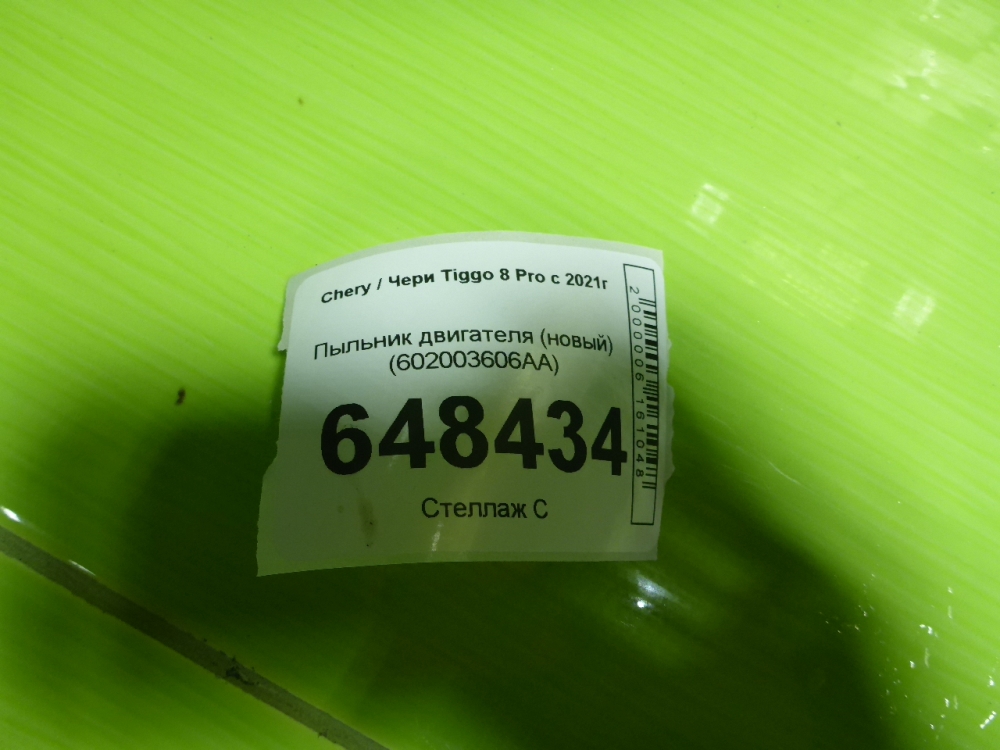 Chery / Чери Tiggo 8 Pro с 2021г
Пыльник двигателя (новый)
(602003606AA)
648434
Стеллаж С
2000006161048